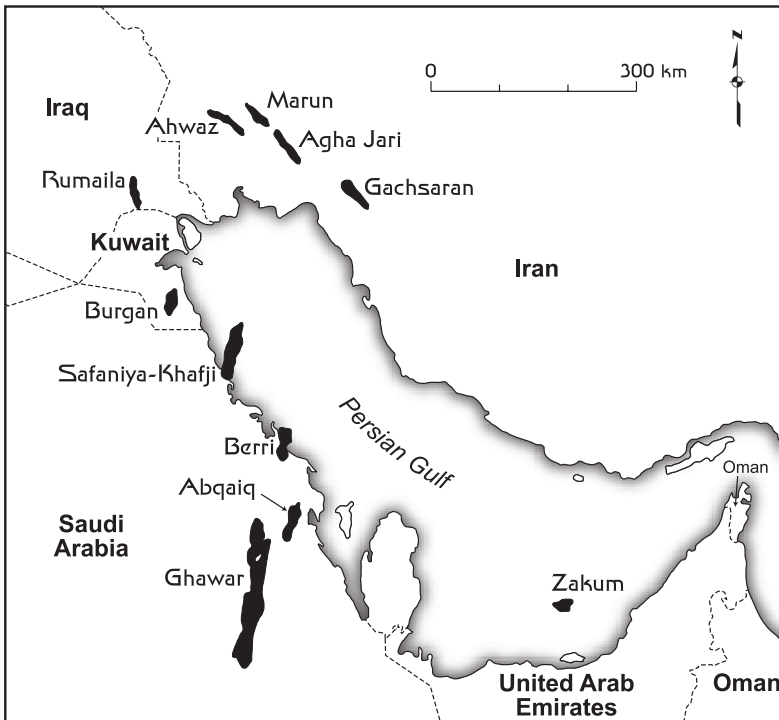 0 300 km
N
Iraq
Marun
Ahwaz
Agha Jari
Rumaila
Gachsaran
Kuwait
Iran
Burgan
Safaniya-Khafji
Persian Gulf
Berri
Oman
Abqaiq
Saudi
Arabia
Ghawar
Zakum
United Arab
Emirates
Oman